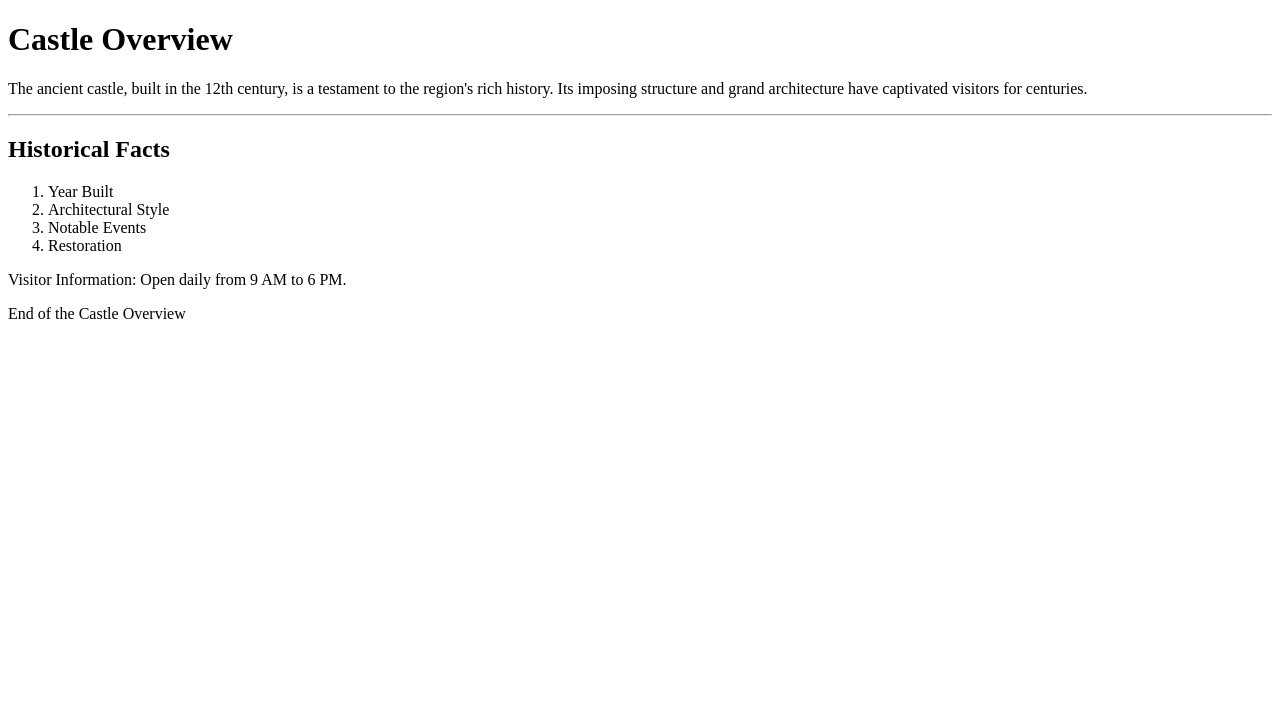 Castle Overview
The ancient castle, built in the 12th century, is a testament to the region's rich history. Its imposing structure and grand architecture have captivated visitors for centuries.
Historical Facts
1. Year Built
2. Architectural Style
3. Notable Events
4. Restoration
Visitor Information: Open daily from 9 AM to 6 PM.
End of the Castle Overview